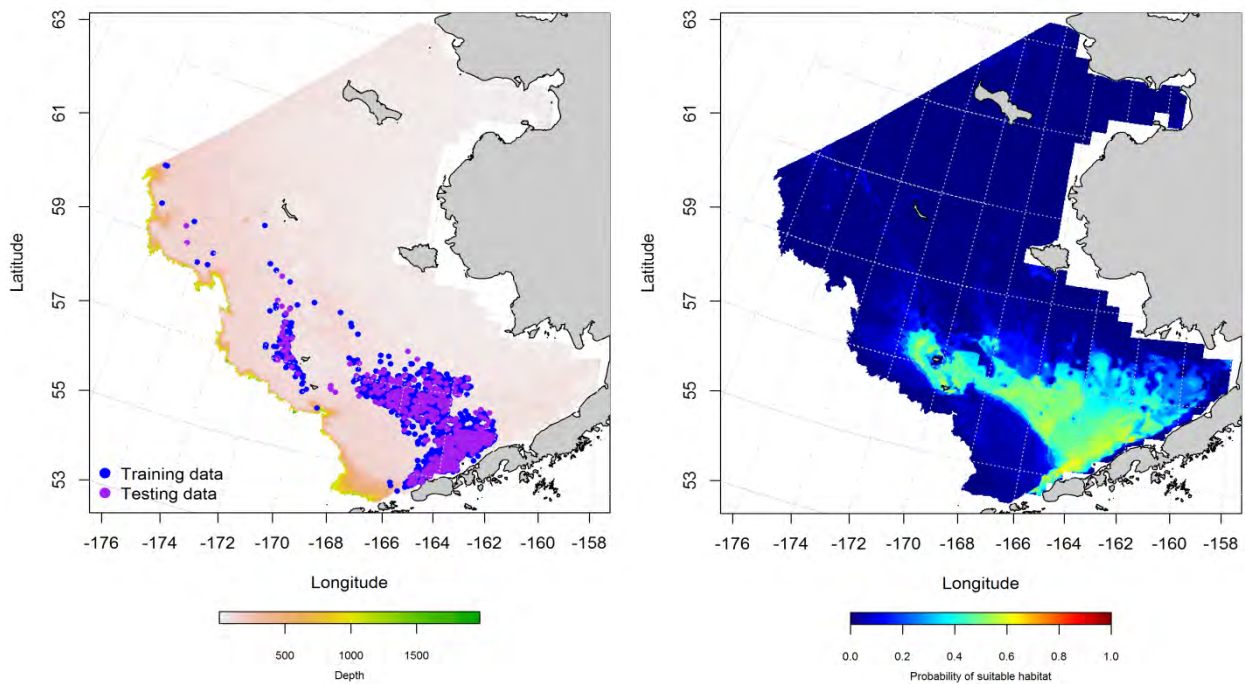 63
61
59
57
55
53
Latitude
Training data
Testing data
-176 -174 -172 -170 -168 -166 -164 -162 -160 -158
Longitude
500 1000 1500
Depth
63
61
59
57
55
53
Latitude
-176 -174 -172 -170 -168 -166 -164 -162 -160 -158
Longitude
0.0 0.2 0.4 0.6 0.8 1.0
Probability of suitable habitat